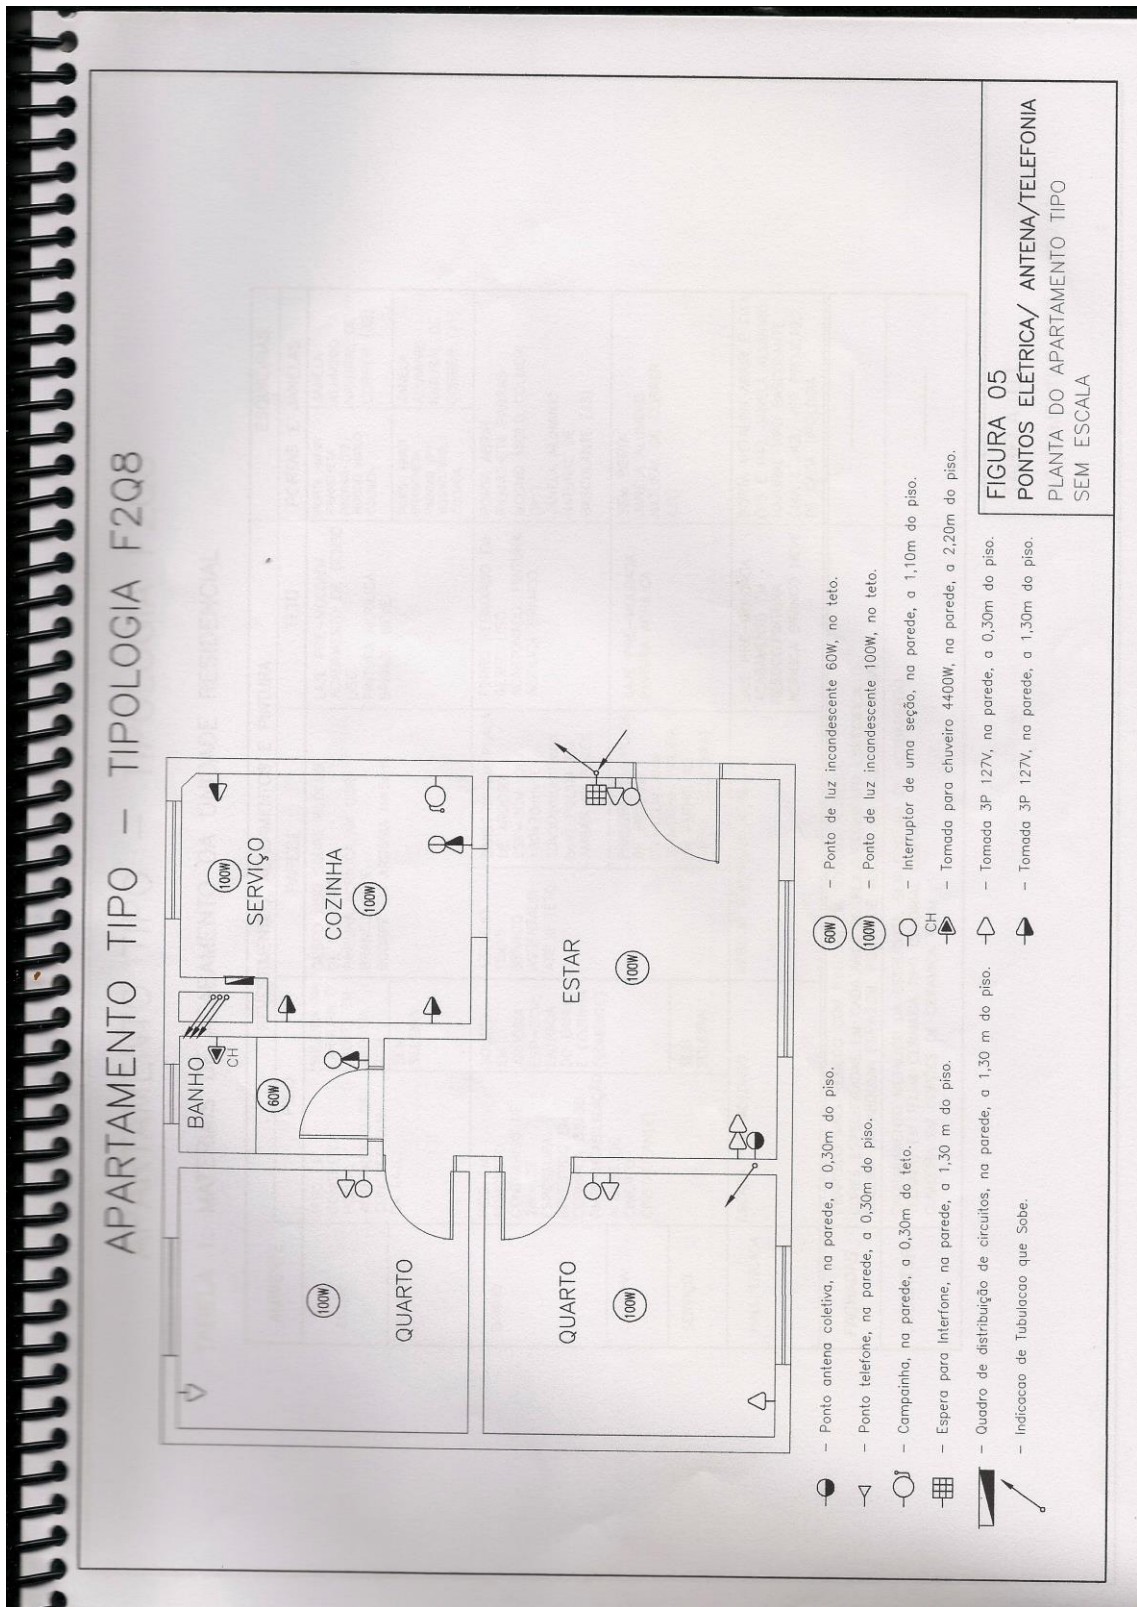 APARTAMENTO TIPO – TIPOLOGIA F2Q8
BANHO
CH
60W
SERVIÇO
100W
COZINHA
100W
QUARTO
100W
ESTAR
100W
QUARTO
100W
– Ponto antena coletiva, na parede, a 0,30m do piso.
– Ponto telefone, na parede, a 0,30m do piso.
– Campainha, na parede, a 0,30m do teto.
– Espera para Interfone, na parede, a 1,30 m do piso.
– Quadro de distribuição de circuitos, na parede, a 1,30 m do piso.
– Indicacao de Tubulacao que Sobe.
60W – Ponto de luz incandescente 60W, no teto.
100W – Ponto de luz incandescente 100W, no teto.
– Interruptor de uma seção, na parede, a 1,10m do piso.
CH – Tomada para chuveiro 4400W, na parede, a 2,20m do piso.
– Tomada 3P 127V, na parede, a 0,30m do piso.
– Tomada 3P 127V, na parede, a 1,30m do piso.
FIGURA 05
PONTOS ELÉTRICA/ ANTENA/TELEFONIA
PLANTA DO APARTAMENTO TIPO
SEM ESCALA